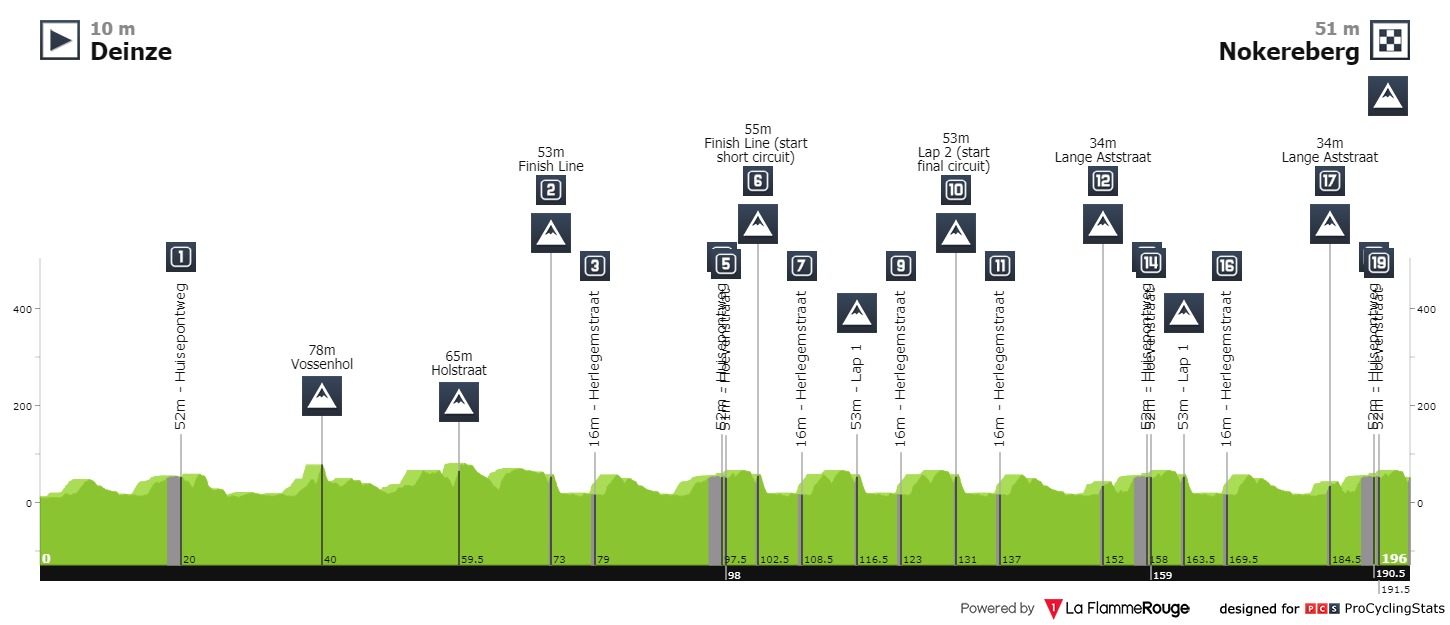 10 m
Deinze
51 m
Nokereberg
55m
Finish Line (start
short circuit)
53m
Lap 2 (start
final circuit)
34m
Lange Aststraat
34m
Lange Aststraat
53m
Finish Line
2
6
10
12
17
1
3
5
7
9
11
14
16
19
78m
Vossenhol
65m
Holstraat
52m - Huisepontweg
16m - Herlegemstraat
52m - Huisepontweg
51m - Hoevenstraat
16m - Herlegemstraat
53m - Lap 1
16m - Herlegemstraat
16m - Herlegemstraat
52m - Huisepontweg
52m - Hoevenstraat
53m - Lap 1
16m - Herlegemstraat
52m - Huisepontweg
52m - Hoevenstraat
400
400
200
200
0
0
0
20
40
59.5
73
79
97.5
102.5
108.5
116.5
123
131
137
152
158
163.5
169.5
184.5
196
98
159
190.5
191.5
Powered by
1
La FlammeRouge
designed for
PCS
ProCyclingStats